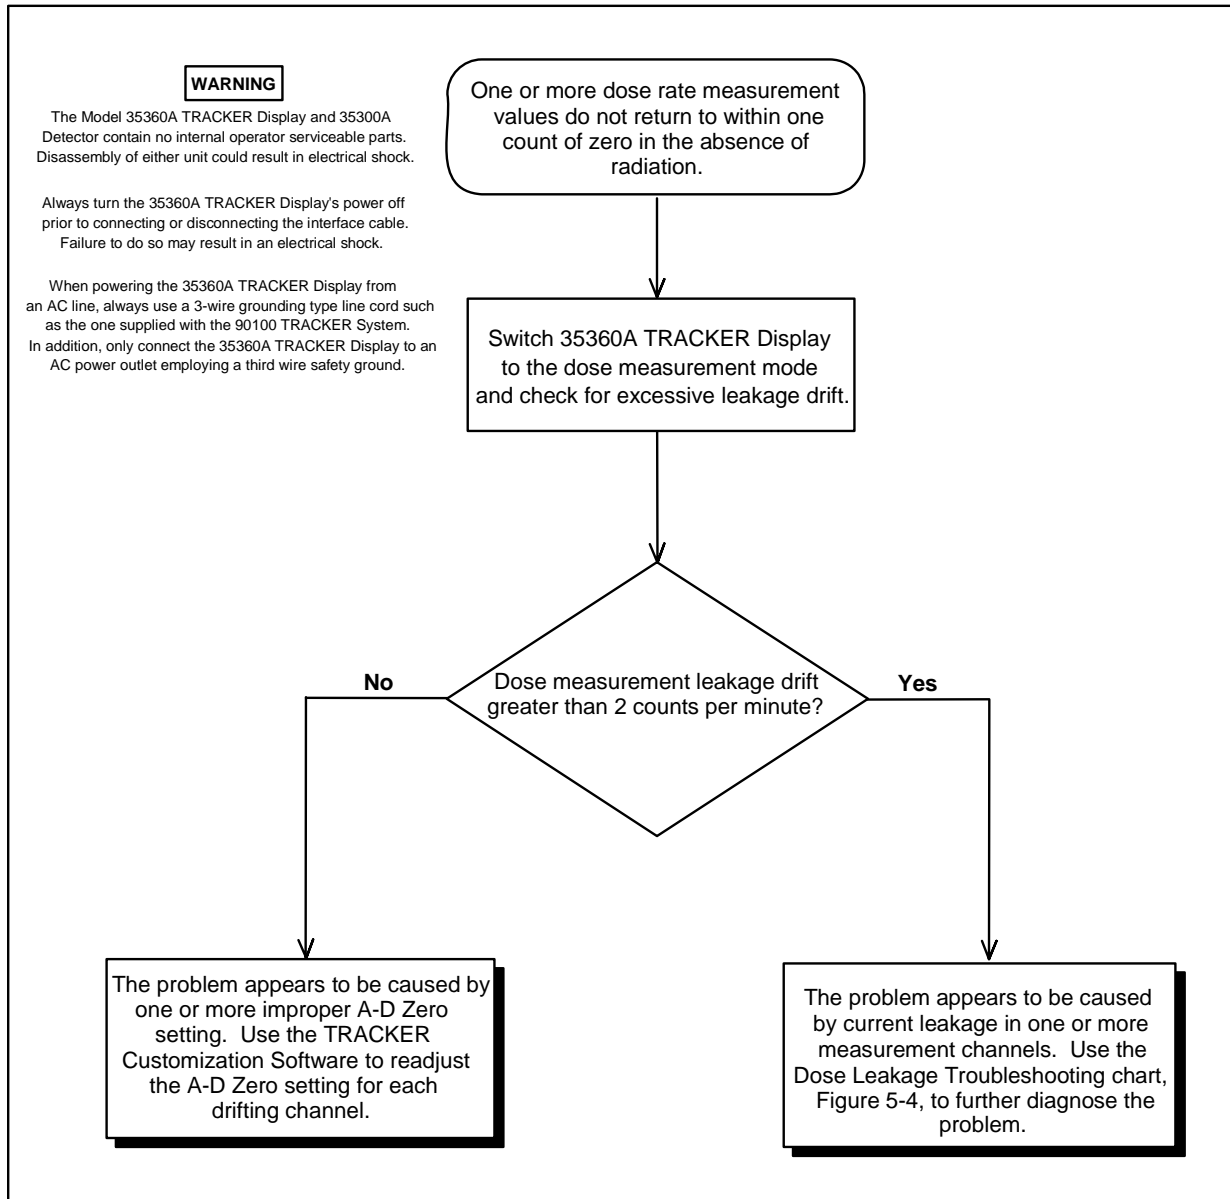 WARNING
The Model 35360A TRACKER Display and 35300A
Detector contain no internal operator serviceable parts.
Disassembly of either unit could result in electrical shock.
Always turn the 35360A TRACKER Display's power off
prior to connecting or disconnecting the interface cable.
Failure to do so may result in an electrical shock.
When powering the 35360A TRACKER Display from
an AC line, always use a 3-wire grounding type line cord such
as the one supplied with the 90100 TRACKER System.
In addition, only connect the 35360A TRACKER Display to an
AC power outlet employing a third wire safety ground.
One or more dose rate measurement
values do not return to within one
count of zero in the absence of
radiation.
Switch 35360A TRACKER Display
to the dose measurement mode
and check for excessive leakage drift.
Dose measurement leakage drift
greater than 2 counts per minute?
No
Yes
The problem appears to be caused by
one or more improper A-D Zero
setting.  Use the TRACKER
Customization Software to readjust
the A-D Zero setting for each
drifting channel.
The problem appears to be caused
by current leakage in one or more
measurement channels.  Use the
Dose Leakage Troubleshooting chart,
Figure 5-4, to further diagnose the
problem.